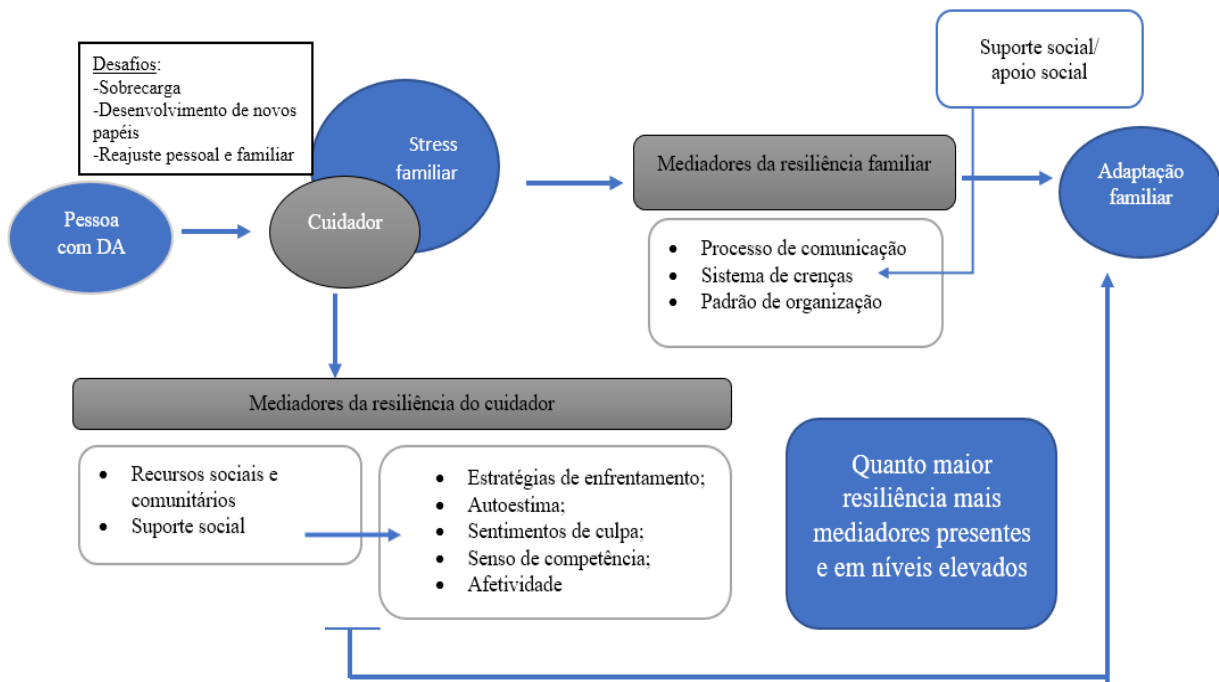 Desafios:
-Sobrecarga
-Desenvolvimento de novos
papéis
-Reajuste pessoal e familiar
Pessoa
com DA
Stress
familiar
Cuidador
Mediadores da resiliência familiar
• Processo de comunicação
• Sistema de crenças
• Padrão de organização
Suporte social/
apoio social
Adaptação
familiar
Mediadores da resiliência do cuidador
• Recursos sociais e
comunitários
• Suporte social
• Estratégias de enfrentamento;
• Autoestima;
• Sentimentos de culpa;
• Senso de competência;
• Afetividade
Quanto maior
resiliência mais
mediadores presentes
e em níveis elevados